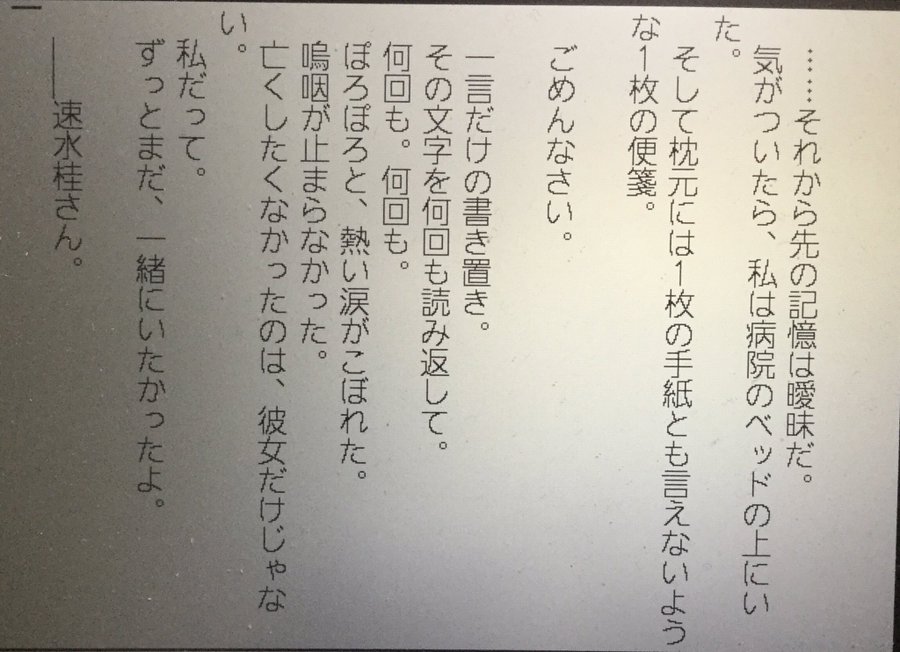 ……それから先の記憶は曖昧だ。
気がついたら、私は病院のベッドの上にい
た。
そして枕元には1枚の手紙とも言えないよう
な1枚の便箋。
ごめんなさい。
一言だけの書き置き。
その文字を何回も読み返して。
何回も。何回も。
ぽろぽろと、熱い涙がこぼれた。
嗚咽が止まらなかった。
亡くしたくなかったのは、彼女だけじゃな
い。
私だって。
ずっとまだ、一緒にいたかったよ。
――速水桂さん。